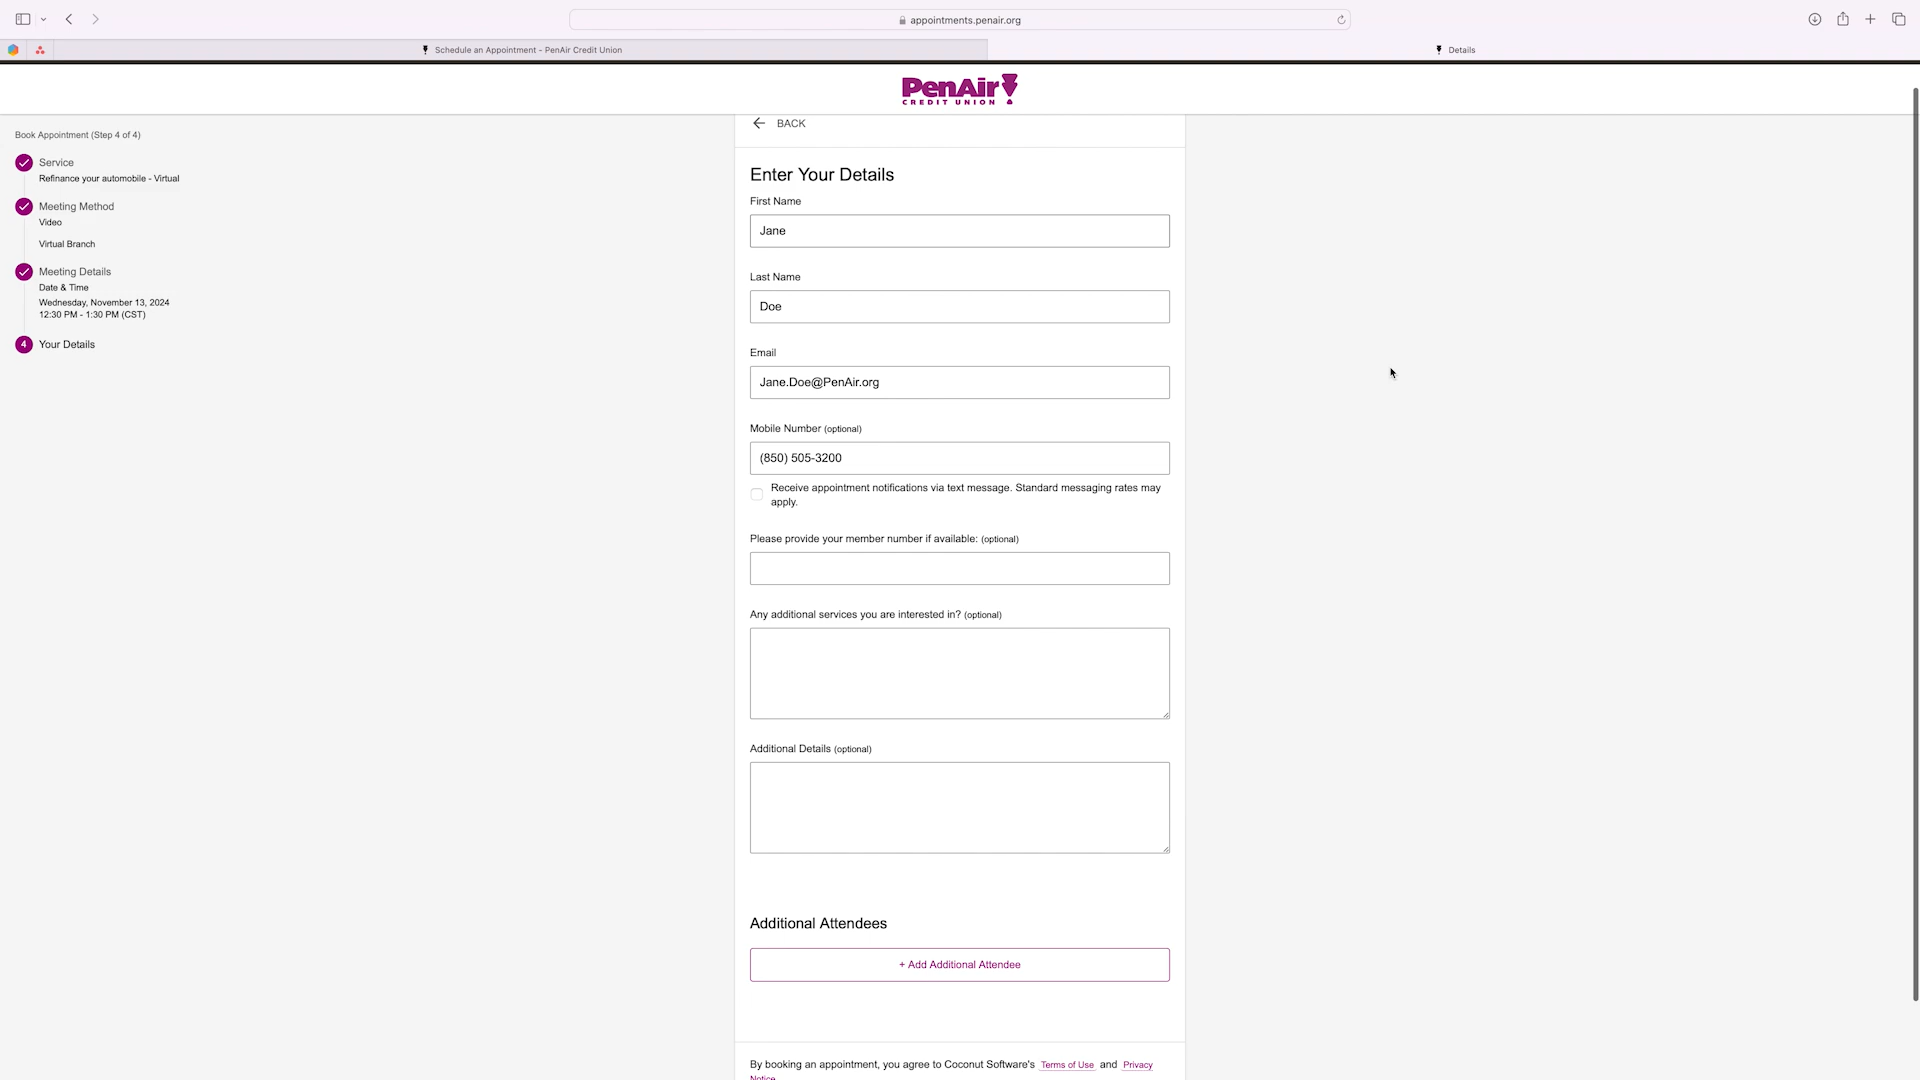 appointments.penair.org
Schedule an Appointment – PenAir Credit Union
Details
PenAir
CREDIT UNION
Book Appointment (Step 4 of 4)
Service
Refinance your automobile - Virtual
Meeting Method
Video
Virtual Branch
Meeting Details
Date & Time
Wednesday, November 13, 2024
12:30 PM - 1:30 PM (CST)
4 Your Details
BACK
Enter Your Details
First Name
Jane
Last Name
Doe
Email
Jane.Doe@PenAir.org
Mobile Number (optional)
(850) 505-3200
Receive appointment notifications via text message. Standard messaging rates may
apply.
Please provide your member number if available: (optional)
Any additional services you are interested in? (optional)
Additional Details (optional)
Additional Attendees
+ Add Additional Attendee
By booking an appointment, you agree to Coconut Software's Terms of Use and Privacy
Notice